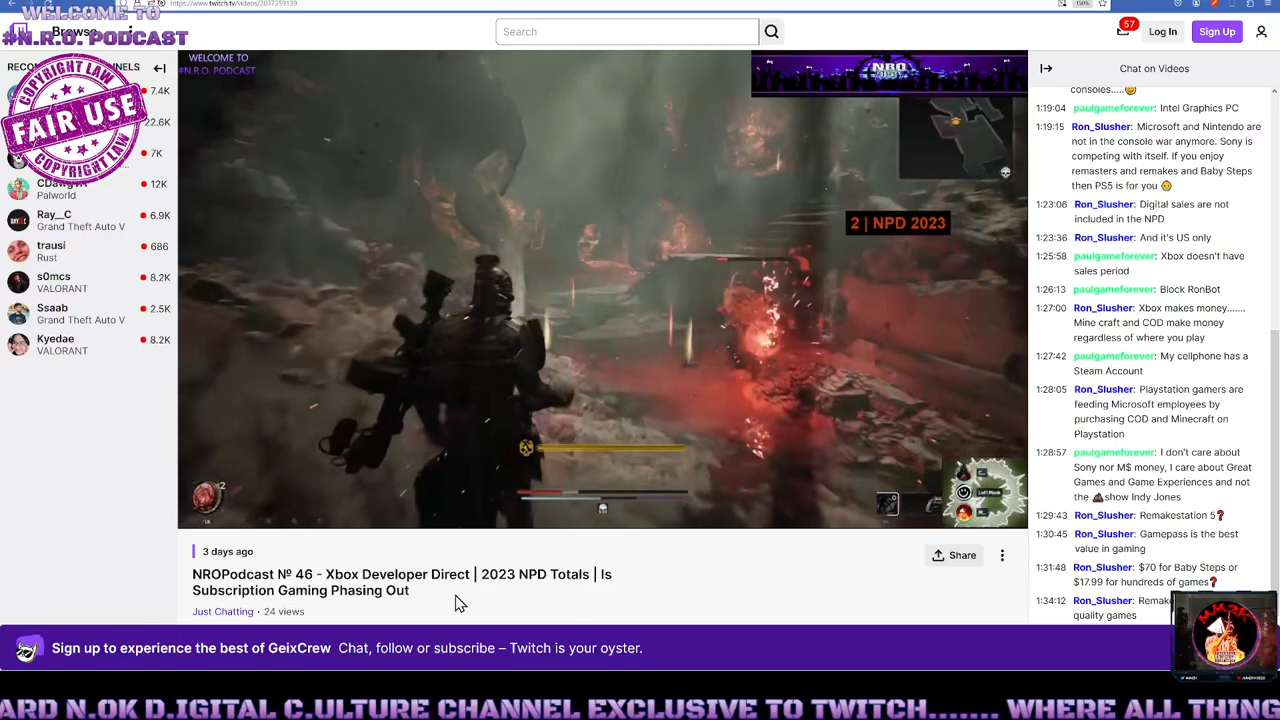 https://www.twitch.tv/videos/2037359139
150%
WELCOME TO
#N.R.O. PODCAST
Browse
Search
57
Log In
Sign Up
COPYRIGHT LAW
FAIR USE
COPYRIGHT LAW
7.4K
22.6K
7K
12K
Palworld
Ray__C
6.9K
Grand Theft Auto V
trausi
686
Rust
s0mcs
8.2K
VALORANT
Ssaab
2.5K
Grand Theft Auto V
Kyedae
8.2K
VALORANT
WELCOME TO
#N.R.O. PODCAST
NRO
2 | NPD 2023
2
3 days ago
Share
NROPodcast № 46 - Xbox Developer Direct | 2023 NPD Totals | Is
Subscription Gaming Phasing Out
Just Chatting • 24 views
Chat on Videos
consoles.....
1:19:04 paulgameforever: Intel Graphics PC
1:19:15 Ron_Slusher: Microsoft and Nintendo are
not in the console war anymore. Sony is
competing with itself. If you enjoy
remasters and remakes and Baby Steps
then PS5 is for you
1:23:06 Ron_Slusher: Digital sales are not
included in the NPD
1:23:36 Ron_Slusher: And it's US only
1:25:58 paulgameforever: Xbox doesn't have
sales period
1:26:13 paulgameforever: Block RonBot
1:27:00 Ron_Slusher: Xbox makes money.......
Mine craft and COD make money
regardless of where you play
1:27:42 paulgameforever: My cellphone has a
Steam Account
1:28:05 Ron_Slusher: Playstation gamers are
feeding Microsoft employees by
purchasing COD and Minecraft on
Playstation
1:28:57 paulgameforever: I don't care about
Sony nor M$ money, I care about Great
Games and Game Experiences and not
the 💩show Indy Jones
1:29:43 Ron_Slusher: Remakestation 5❓
1:30:45 Ron_Slusher: Gamepass is the best
value in gaming
1:31:48 Ron_Slusher: $70 for Baby Steps or
$17.99 for hundreds of games❓
1:34:12 Ron_Slusher:
quality games
Sign up to experience the best of GeixCrew Chat, follow or subscribe – Twitch is your oyster.
ARD N.OK D.IGITAL C.ULTURE CHANNEL EXCLUSIVE TO TWITCH....... WHERE ALL THING